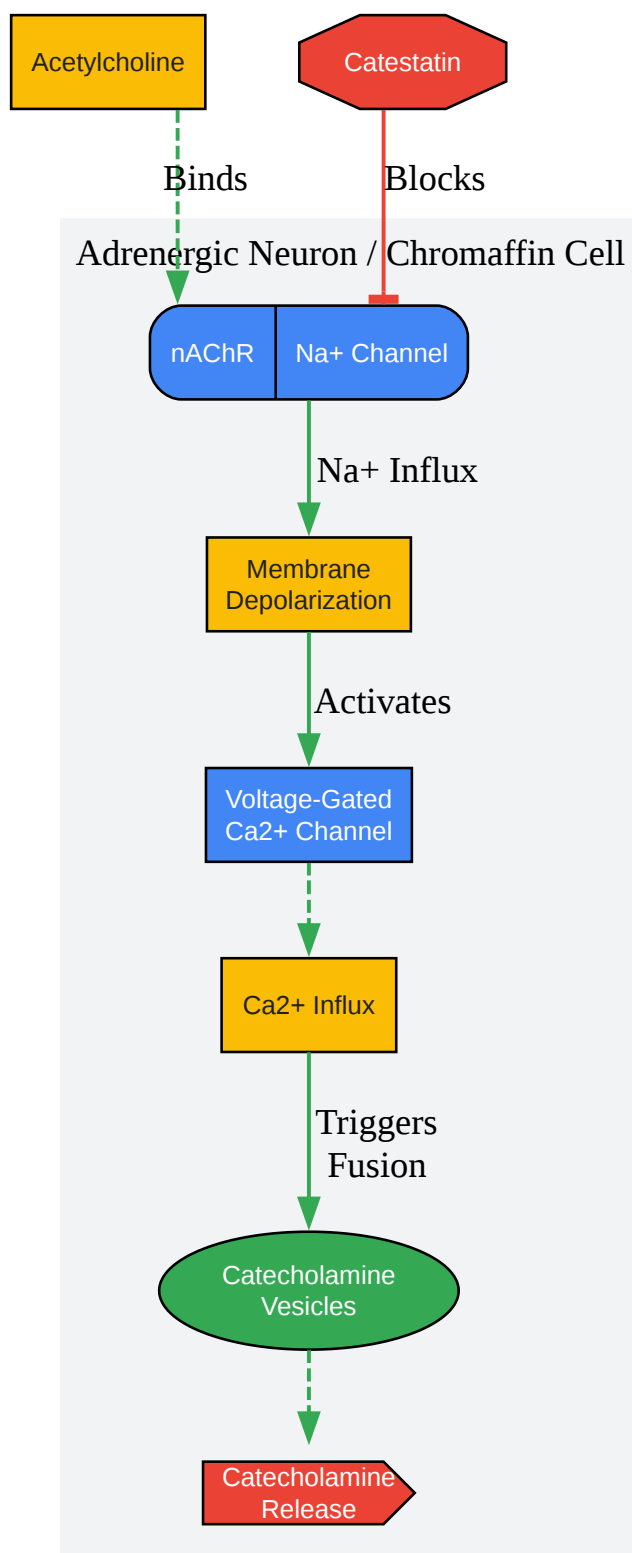 Acetylcholine
Catestatin
Binds
Blocks
Adrenergic Neuron / Chromaffin Cell
nAChR
Na+ Channel
Na+ Influx
Membrane
Depolarization
Activates
Voltage-Gated
Ca2+ Channel
Ca2+ Influx
Triggers
Fusion
Catecholamine
Vesicles
Catecholamine
Release